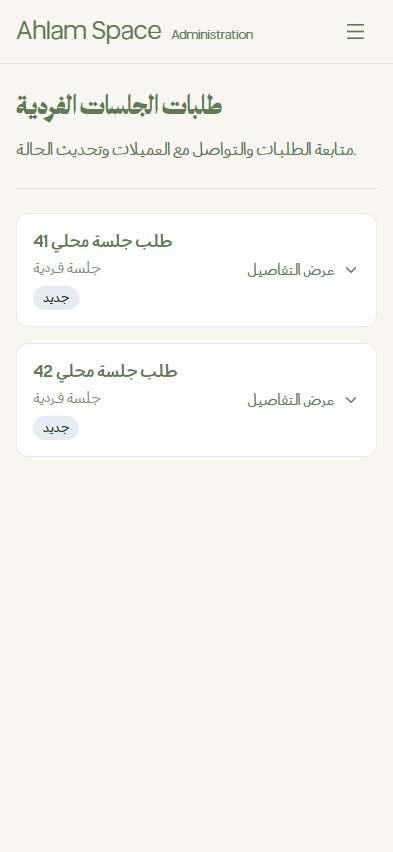 Ahlam Space Administration
طلبات الجلسات الفردية
متابعة الطلبات والتواصل مع العميلات وتحديث الحالة.
طلب جلسة محلي 41
جلسة فردية
عرض التفاصيل
جديد
طلب جلسة محلي 42
جلسة فردية
عرض التفاصيل
جديد